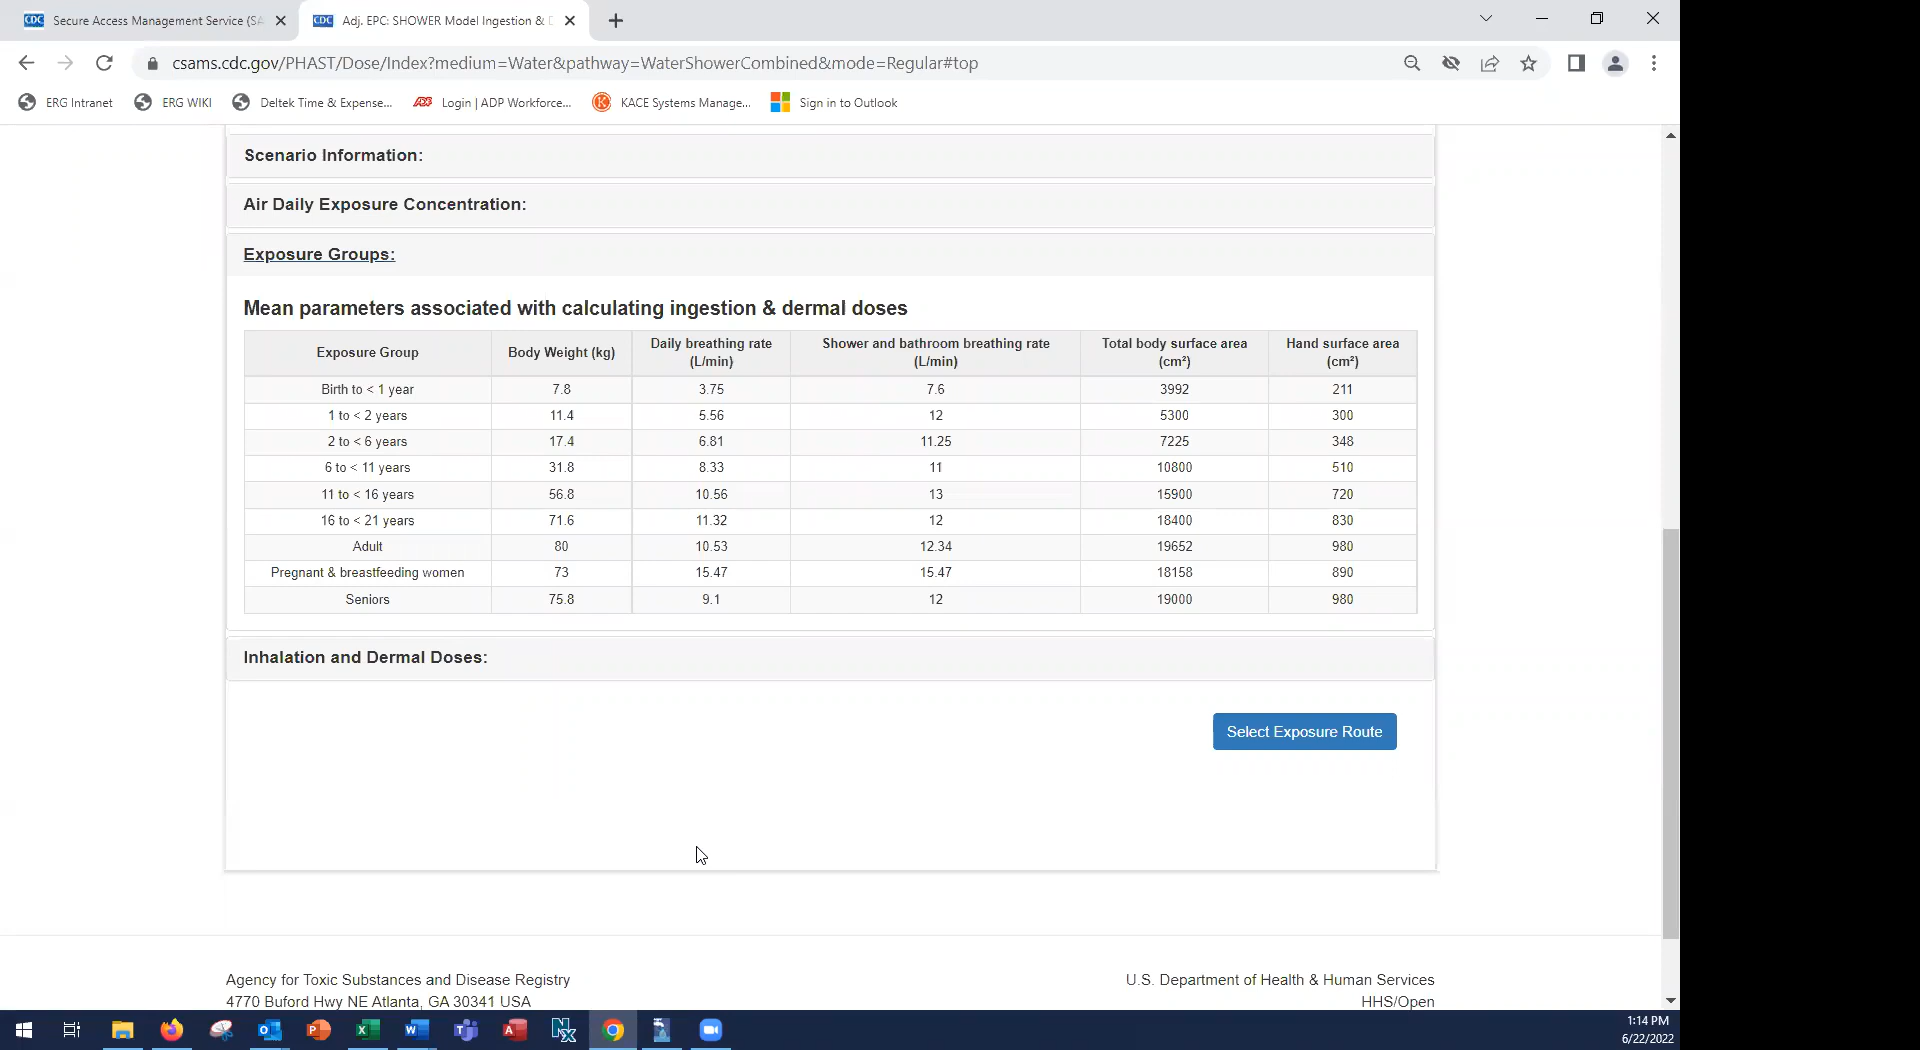 Secure Access Management Service (SA
Adj. EPC: SHOWER Model Ingestion & D
csams.cdc.gov/PHAST/Dose/Index?medium=Water&pathway=WaterShowerCombined&mode=Regular#top
ERG Intranet ERG WIKI Deltek Time & Expense... Login | ADP Workforce... KACE Systems Manage... Sign in to Outlook
Scenario Information:
Air Daily Exposure Concentration:
Exposure Groups:
Mean parameters associated with calculating ingestion & dermal doses
Exposure Group Body Weight (kg) Daily breathing rate (L/min) Shower and bathroom breathing rate (L/min) Total body surface area (cm²) Hand surface area (cm²)
Birth to < 1 year 7.8 3.75 7.6 3992 211
1 to < 2 years 11.4 5.56 12 5300 300
2 to < 6 years 17.4 6.81 11.25 7225 348
6 to < 11 years 31.8 8.33 11 10800 510
11 to < 16 years 56.8 10.56 13 15900 720
16 to < 21 years 71.6 11.32 12 18400 830
Adult 80 10.53 12.34 19652 980
Pregnant & breastfeeding women 73 15.47 15.47 18158 890
Seniors 75.8 9.1 12 19000 980
Inhalation and Dermal Doses:
Select Exposure Route
Agency for Toxic Substances and Disease Registry
4770 Buford Hwy NE Atlanta, GA 30341 USA
U.S. Department of Health & Human Services
HHS/Open
1:14 PM
6/22/2022